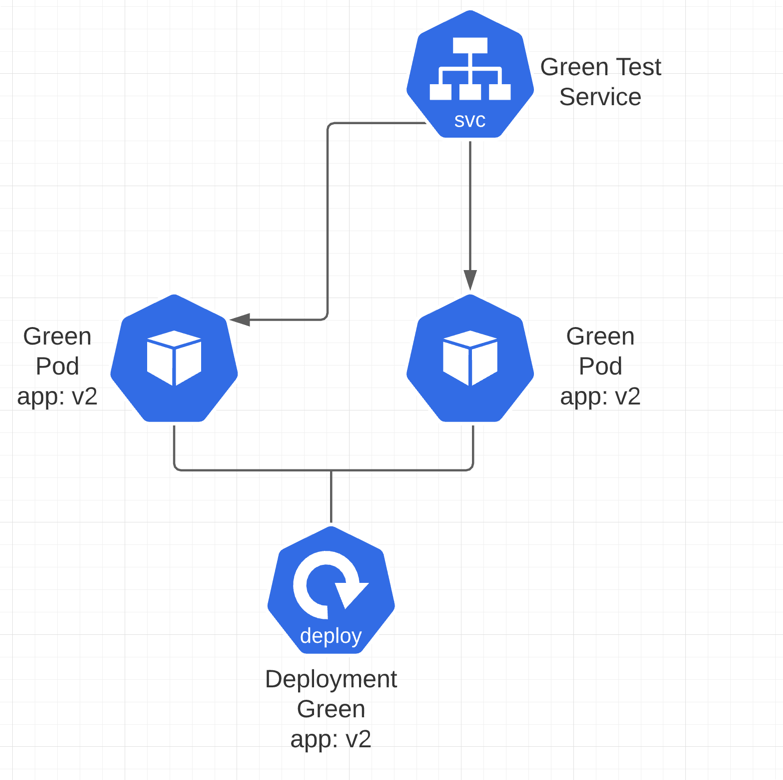 Green Test
Service
svc
Green
Pod
app: v2
Green
Pod
app: v2
deploy
Deployment
Green
app: v2